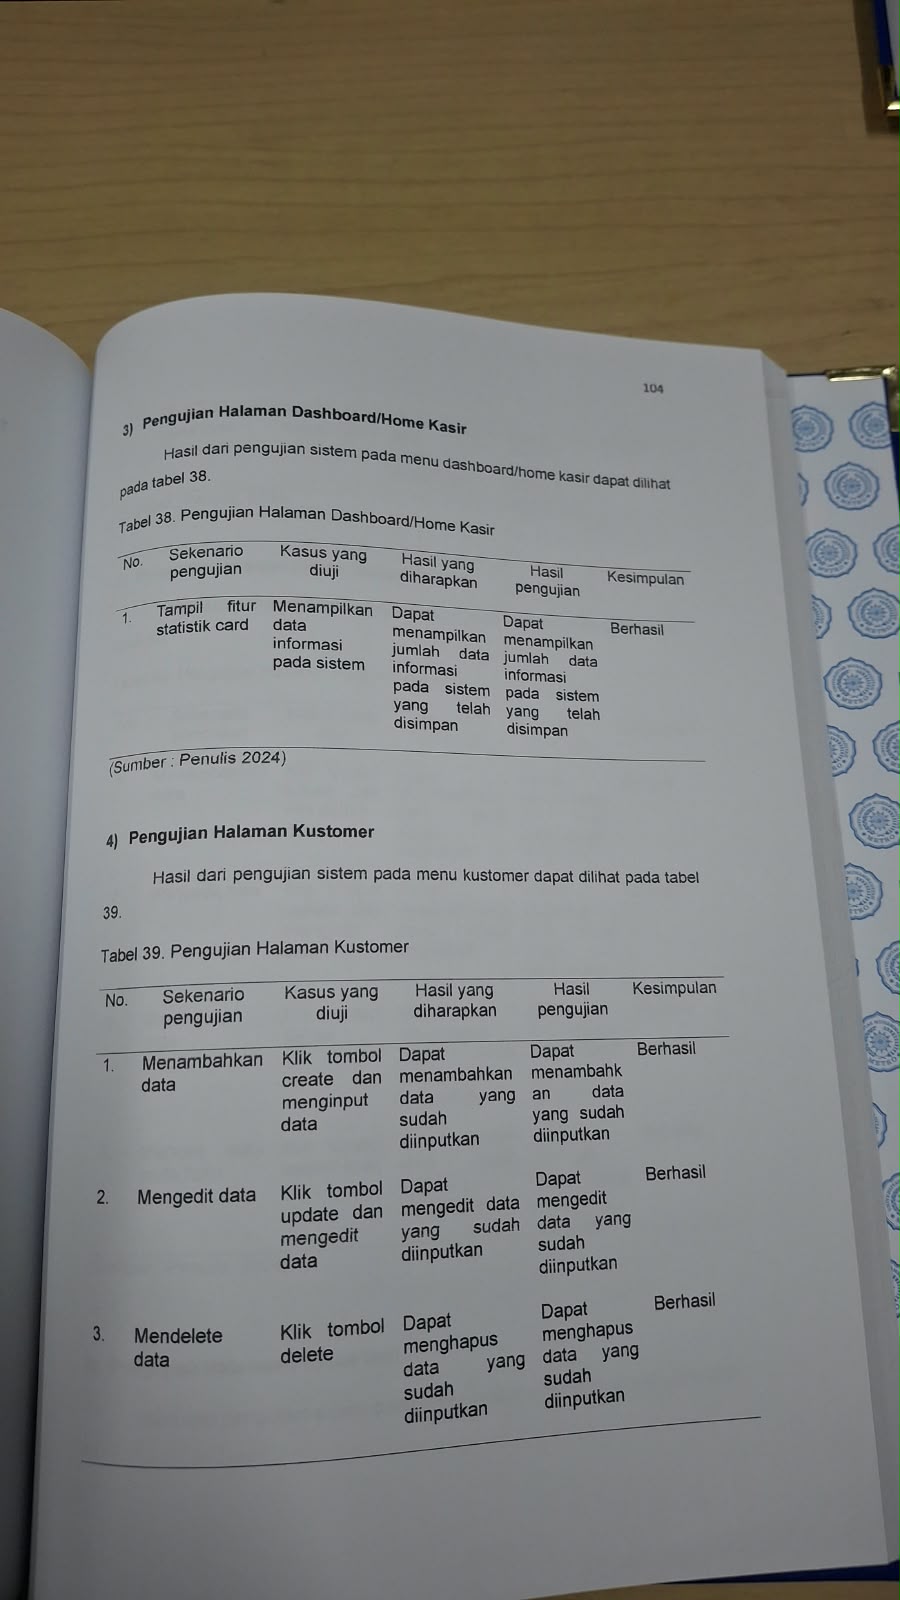 104
3) Pengujian Halaman Dashboard/Home Kasir
Hasil dari pengujian sistem pada menu dashboard/home kasir dapat dilihat
pada tabel 38.
Tabel 38. Pengujian Halaman Dashboard/Home Kasir
No. Sekenario Kasus yang Hasil yang Hasil Kesimpulan
pengujian diuji diharapkan pengujian
1. Tampil fitur Menampilkan Dapat Dapat Berhasil
statistik card data menampilkan menampilkan
informasi jumlah data jumlah data
pada sistem informasi informasi
pada sistem pada sistem
yang telah yang telah
disimpan disimpan
(Sumber : Penulis 2024)
4) Pengujian Halaman Kustomer
Hasil dari pengujian sistem pada menu kustomer dapat dilihat pada tabel
39.
Tabel 39. Pengujian Halaman Kustomer
No. Sekenario Kasus yang Hasil yang Hasil Kesimpulan
pengujian diuji diharapkan pengujian
1. Menambahkan Klik tombol Dapat Dapat Berhasil
data create dan menambahkan menambahk
menginput data yang an data
data sudah yang sudah
diinputkan diinputkan
2. Mengedit data Klik tombol Dapat Dapat Berhasil
update dan mengedit data mengedit
mengedit yang sudah data yang
data diinputkan sudah
diinputkan
3. Mendelete Klik tombol Dapat Dapat Berhasil
data delete menghapus menghapus
data yang data yang
sudah sudah
diinputkan diinputkan
METRO